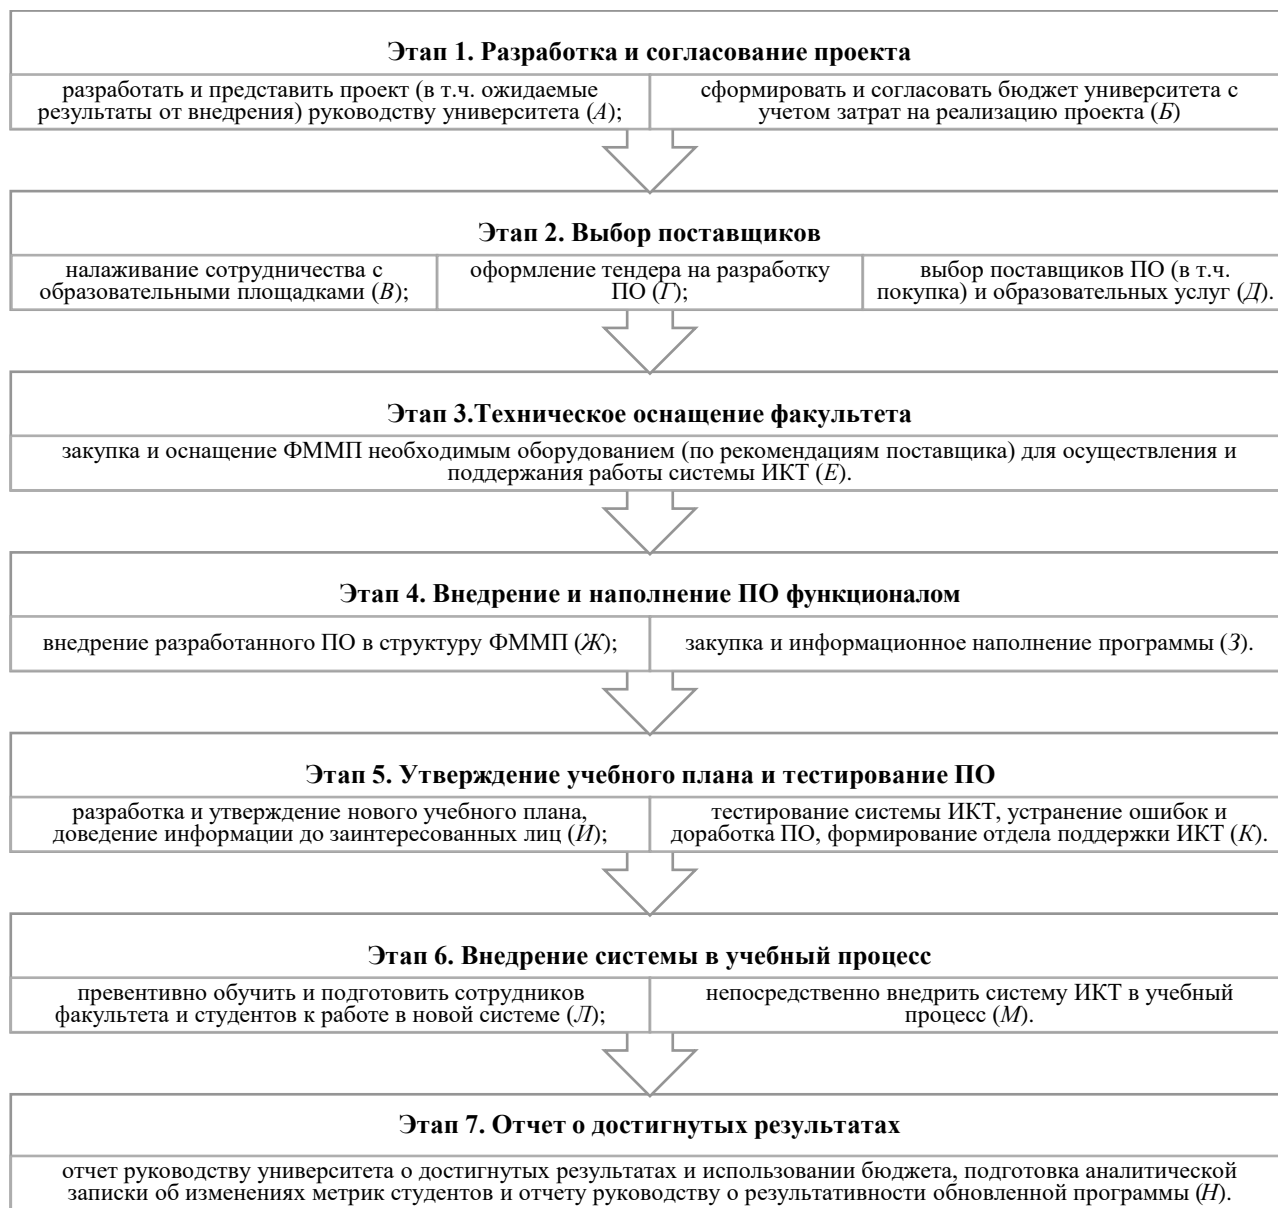 Этап 1. Разработка и согласование проекта
разработать и представить проект (в т.ч. ожидаемые
результаты от внедрения) руководству университета (А);
сформировать и согласовать бюджет университета с
учетом затрат на реализацию проекта (Б)
Этап 2. Выбор поставщиков
налаживание сотрудничества с
образовательными площадками (В);
оформление тендера на разработку
ПО (Г);
выбор поставщиков ПО (в т.ч.
покупка) и образовательных услуг (Д).
Этап 3.Техническое оснащение факультета
закупка и оснащение ФММП необходимым оборудованием (по рекомендациям поставщика) для осуществления и
поддержания работы системы ИКТ (Е).
Этап 4. Внедрение и наполнение ПО функционалом
внедрение разработанного ПО в структуру ФММП (Ж);
закупка и информационное наполнение программы (З).
Этап 5. Утверждение учебного плана и тестирование ПО
разработка и утверждение нового учебного плана,
доведение информации до заинтересованных лиц (И);
тестирование системы ИКТ, устранение ошибок и
доработка ПО, формирование отдела поддержки ИКТ (К).
Этап 6. Внедрение системы в учебный процесс
превентивно обучить и подготовить сотрудников
факультета и студентов к работе в новой системе (Л);
непосредственно внедрить систему ИКТ в учебный
процесс (М).
Этап 7. Отчет о достигнутых результатах
отчет руководству университета о достигнутых результатах и использовании бюджета, подготовка аналитической
записки об изменениях метрик студентов и отчету руководству о результативности обновленной программы (Н).